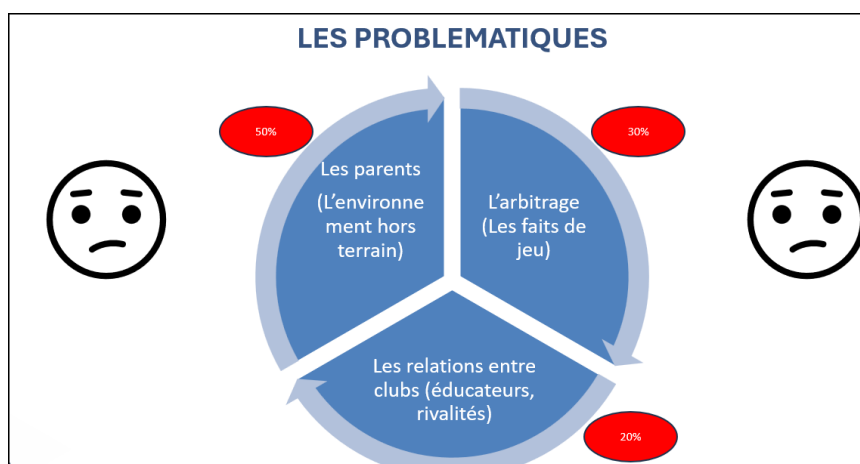 LES PROBLEMATIQUES
50%
30%
Les parents
(L'environne
ment hors
terrain)
L'arbitrage
(Les faits de
jeu)
Les relations entre
clubs (éducateurs,
rivalités)
20%